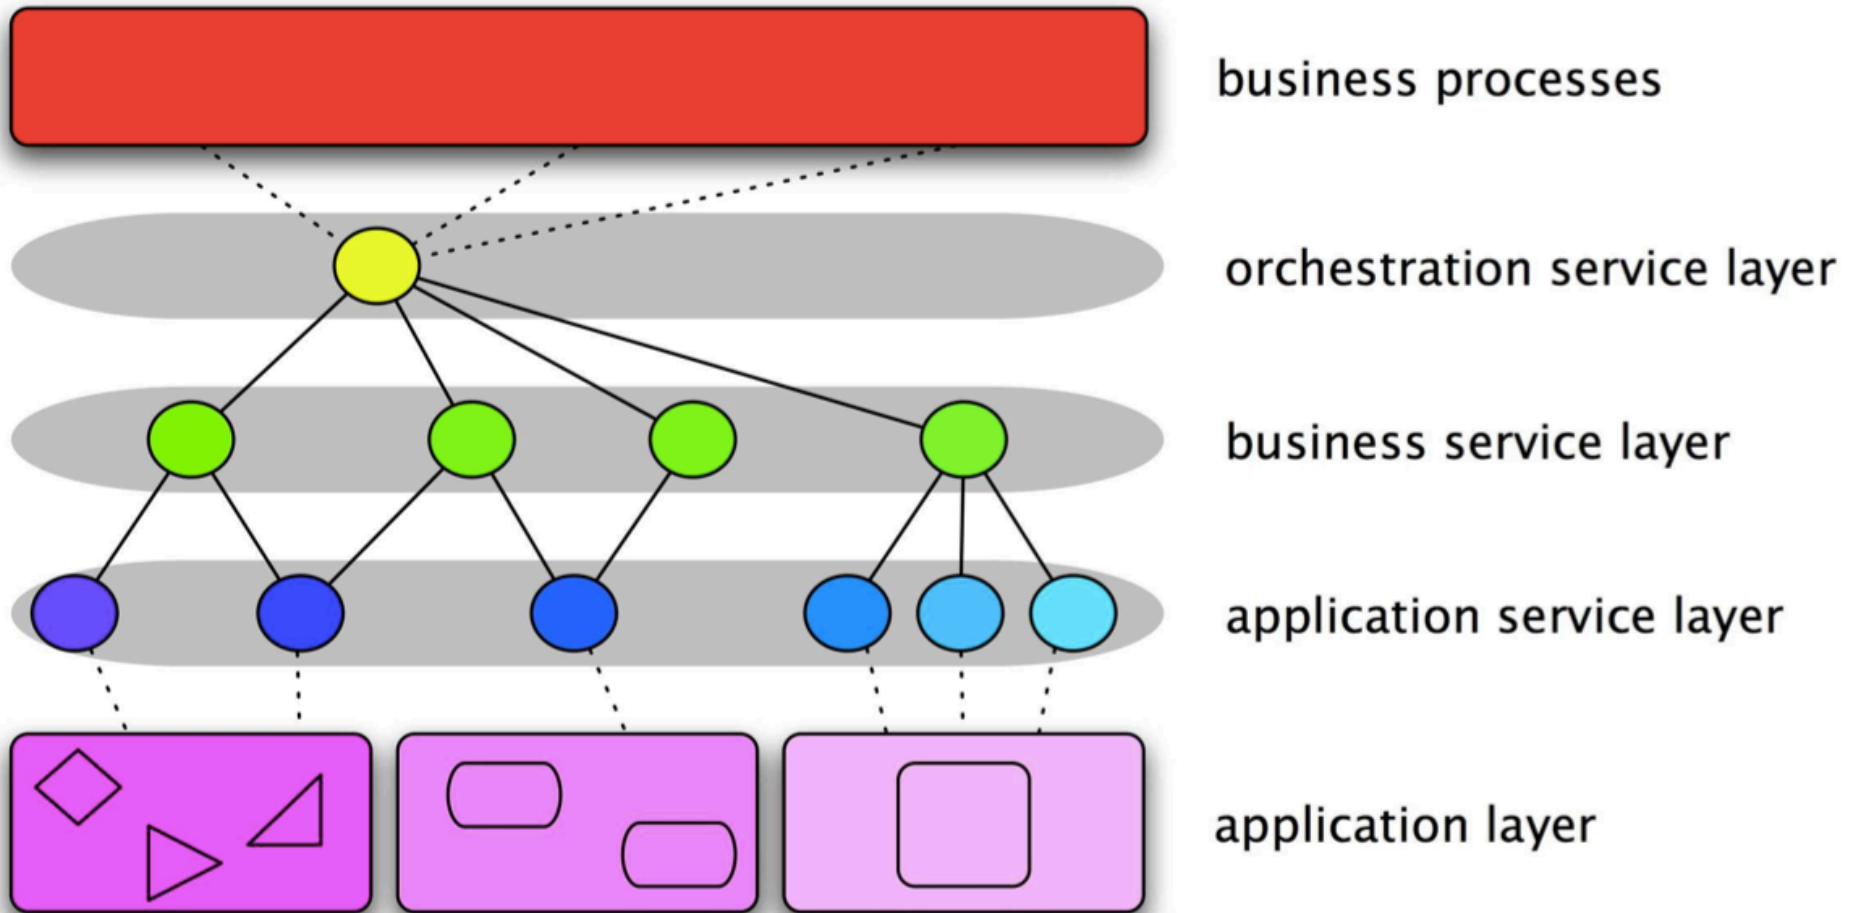 business processes
orchestration service layer
business service layer
application service layer
application layer